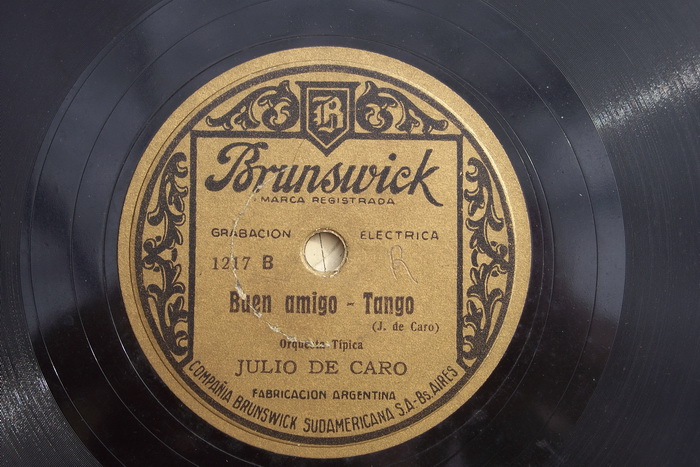 B
Brunswick
MARCA REGISTRADA
GRABACION ELECTRICA
1217 B
R
Buen amigo - Tango
(J. de Caro)
Orquesta Típica
JULIO DE CARO
FABRICACION ARGENTINA
COMPAÑIA BRUNSWICK SUDAMERICANA S.A-Bs.AIRES